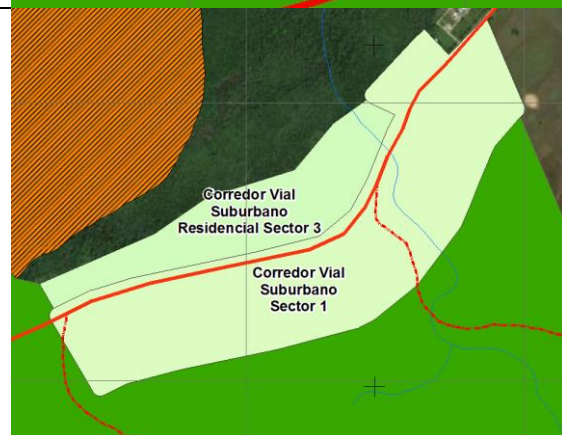 Corredor Vial
Suburbano
Residencial Sector 3
Corredor Vial
Suburbano
Sector 1